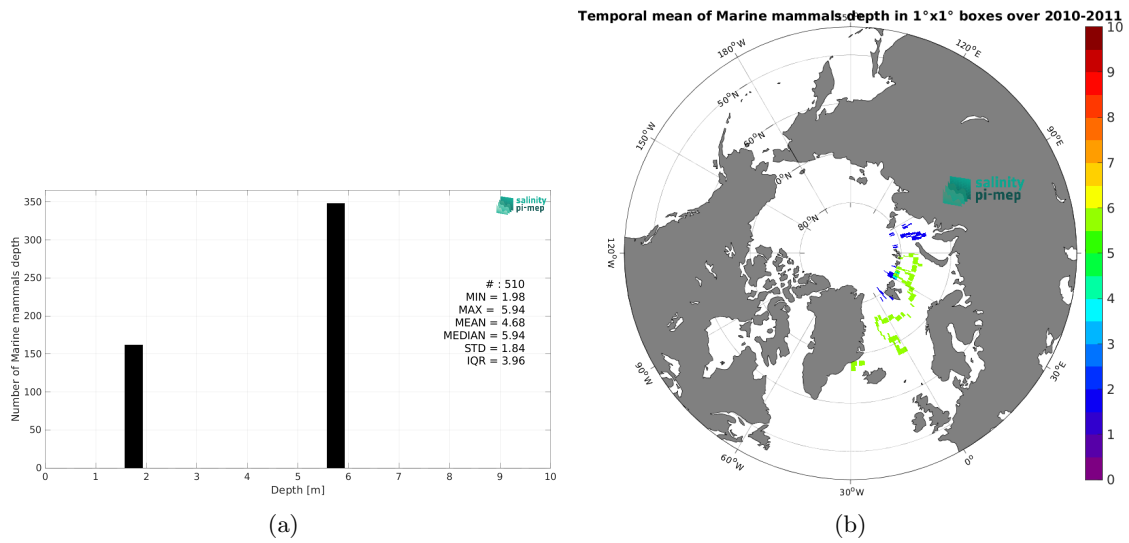 350
300
250
200
150
100
50
0
0 1 2 3 4 5 6 7 8 9 10
Number of Marine mammals depth
Depth [m]
salinity
pi-mep
# : 510
MIN = 1.98
MAX = 5.94
MEAN = 4.68
MEDIAN = 5.94
STD = 1.84
IQR = 3.96
(a)
Temporal mean of Marine mammals depth in 1°x1° boxes over 2010-2011
180°W
120°E
150°W
90°E
120°W
60°E
90°W
30°E
60°W
0°
30°W
50°N
60°N
80°N
salinity
pi-mep
10
9
8
7
6
5
4
3
2
1
0
(b)